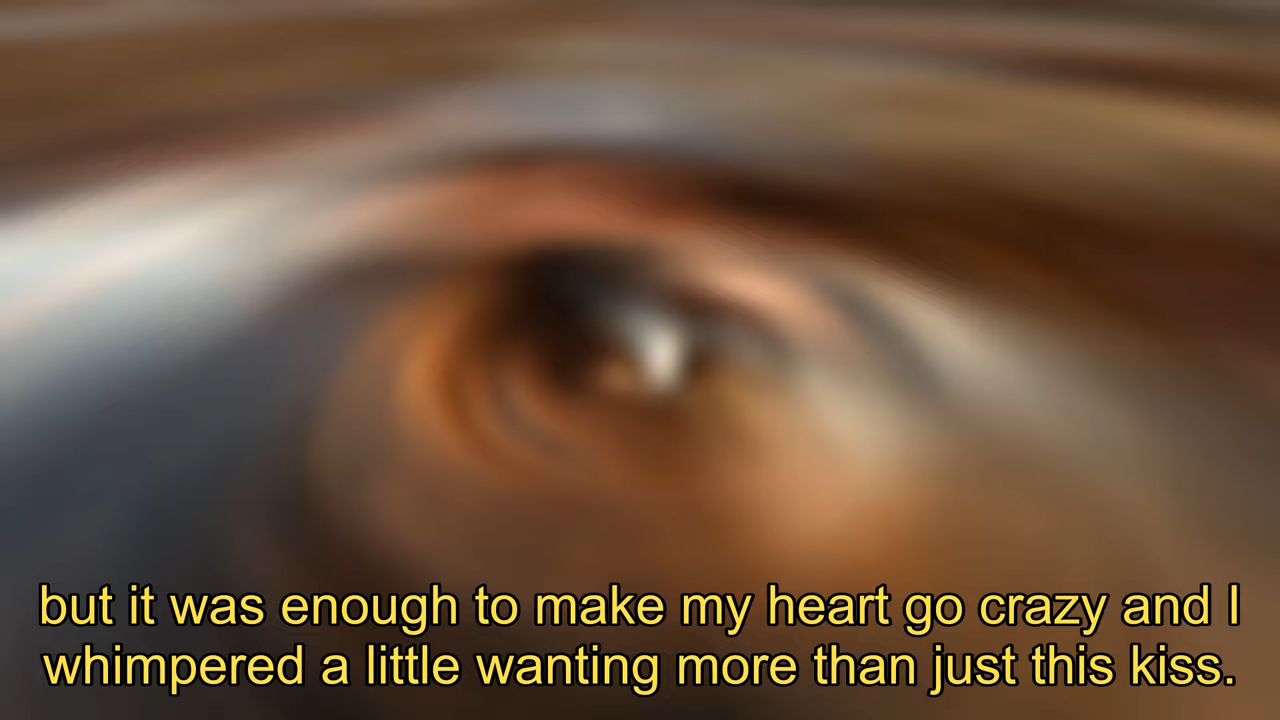 but it was enough to make my heart go crazy and I
whimpered a little wanting more than just this kiss.